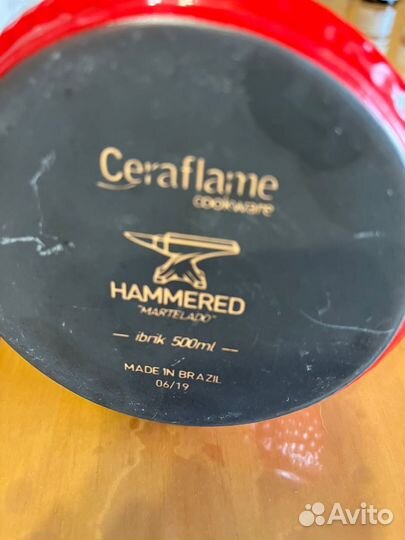 Ceraflame
cookware
HAMMERED
"MARTELADO"
— ibrik 500ml —
MADE IN BRAZIL
06/19
Avito